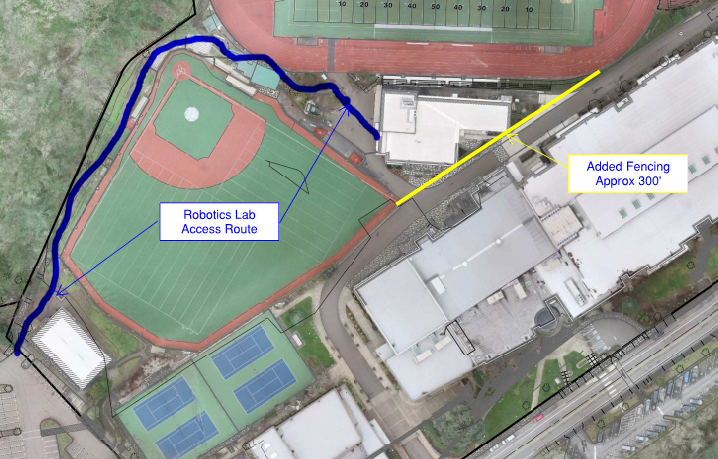 10 20 30 40 50 40 30 20 10
Added Fencing
Approx 300'
Robotics Lab
Access Route